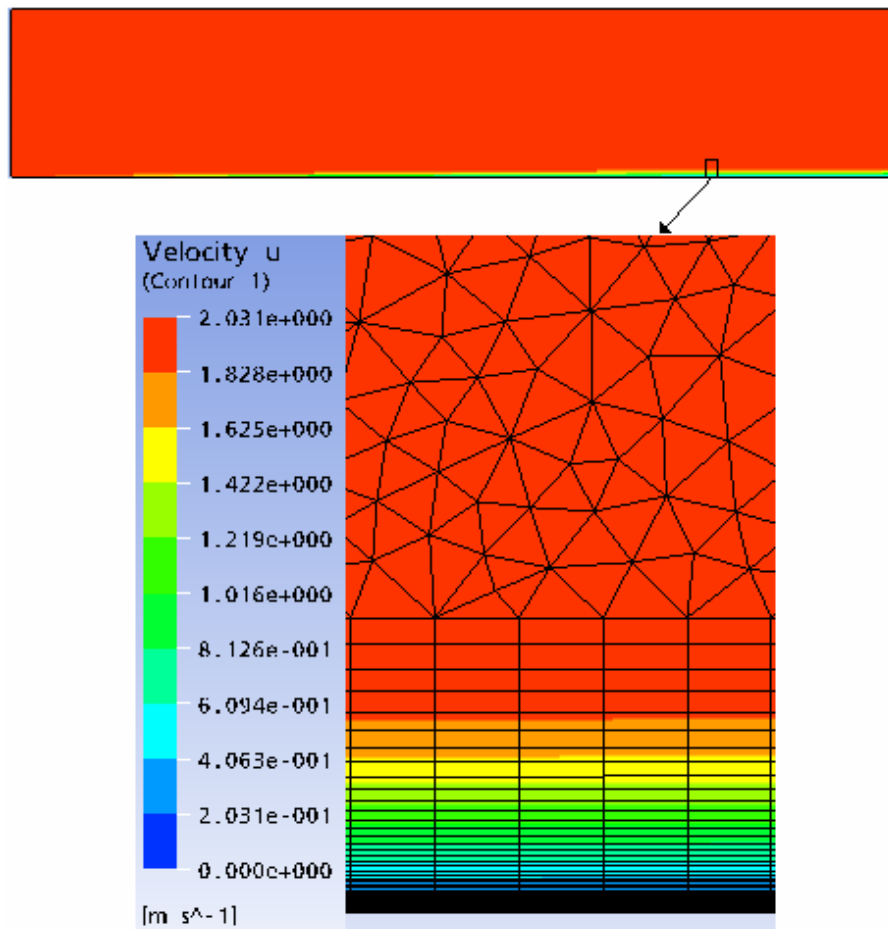 Velocity u
(Contour 1)
2.031e+000
1.828e+000
1.625e+000
1.422e+000
1.219e+000
1.016e+000
8.126e-001
6.094e-001
4.063e-001
2.031e-001
0.000e+000
[m s^-1]